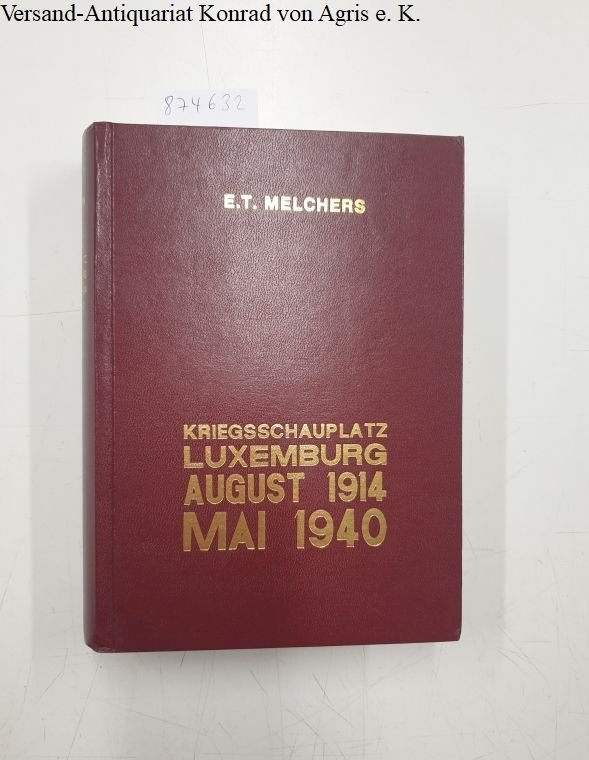 Versand-Antiquariat Konrad von Agris e. K.
874632
E.T. MELCHERS
KRIEGSSCHAUPLATZ
LUXEMBURG
AUGUST 1914
MAI 1940